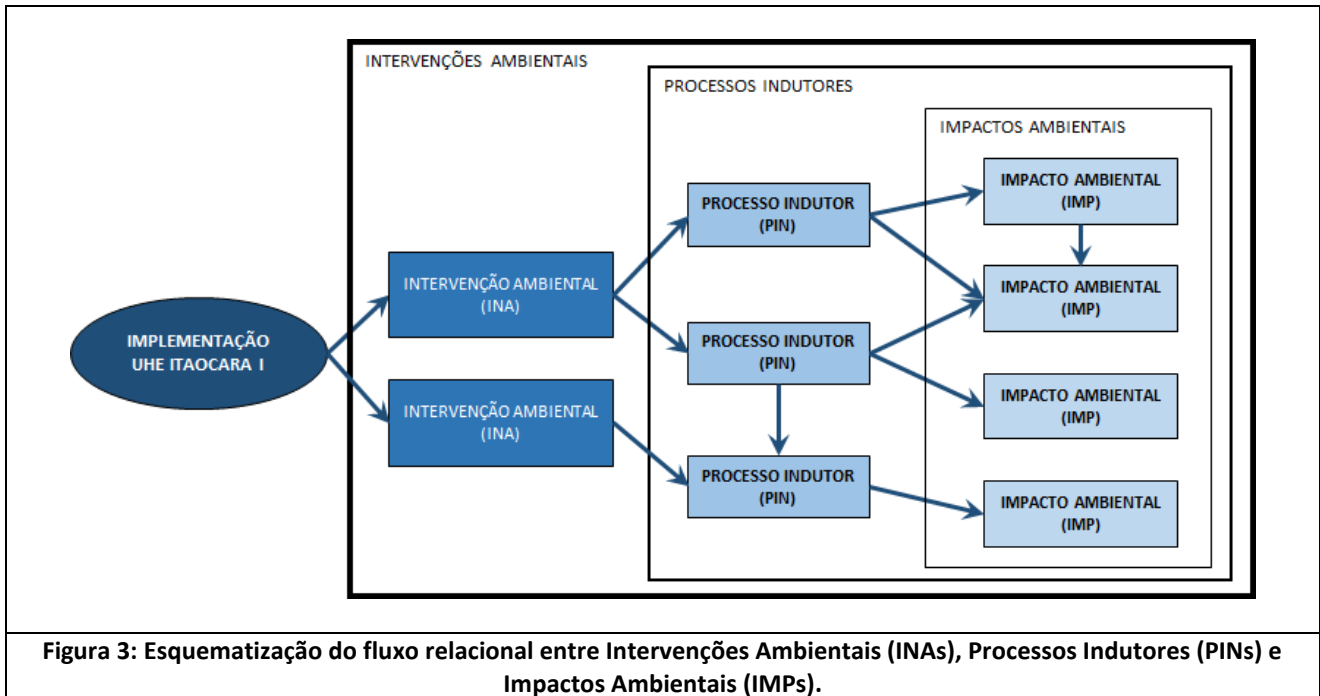 INTERVENÇÕES AMBIENTAIS
PROCESSOS INDUTORES
IMPACTOS AMBIENTAIS
IMPLEMENTAÇÃO
UHE ITAOCARA I
INTERVENÇÃO AMBIENTAL
(INA)
INTERVENÇÃO AMBIENTAL
(INA)
PROCESSO INDUTOR
(PIN)
PROCESSO INDUTOR
(PIN)
PROCESSO INDUTOR
(PIN)
IMPACTO AMBIENTAL
(IMP)
IMPACTO AMBIENTAL
(IMP)
IMPACTO AMBIENTAL
(IMP)
IMPACTO AMBIENTAL
(IMP)
Figura 3: Esquematização do fluxo relacional entre Intervenções Ambientais (INAs), Processos Indutores (PINs) e
Impactos Ambientais (IMPs).